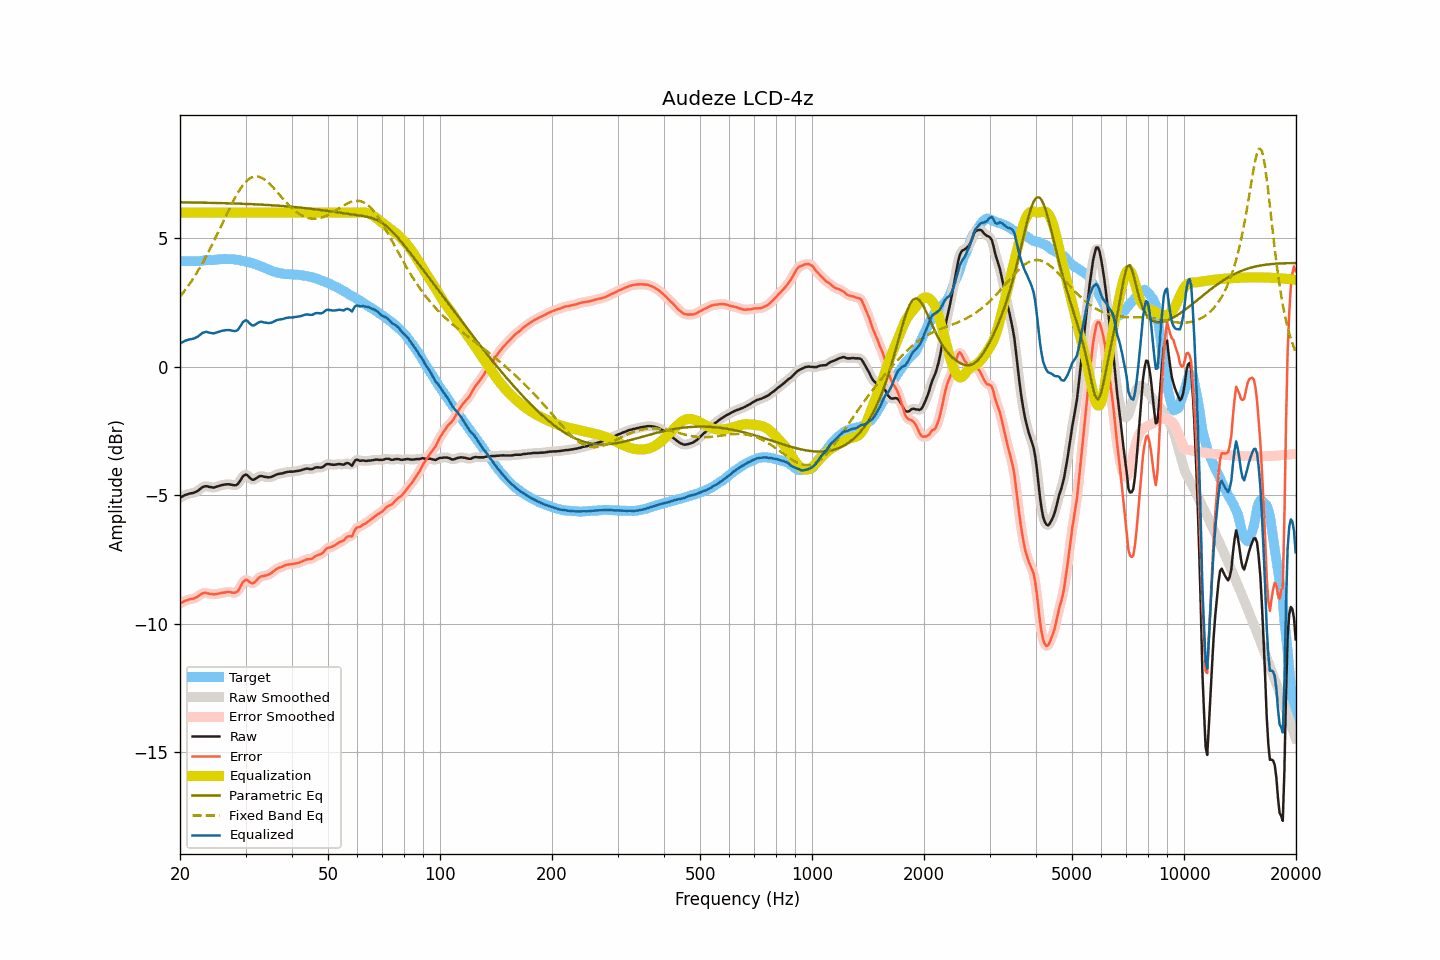 Audeze LCD-4z
Amplitude (dBr)
5
0
−5
−10
−15
Target
Raw Smoothed
Error Smoothed
Raw
Error
Equalization
Parametric Eq
Fixed Band Eq
Equalized
20 50 100 200 500 1000 2000 5000 10000 20000
Frequency (Hz)